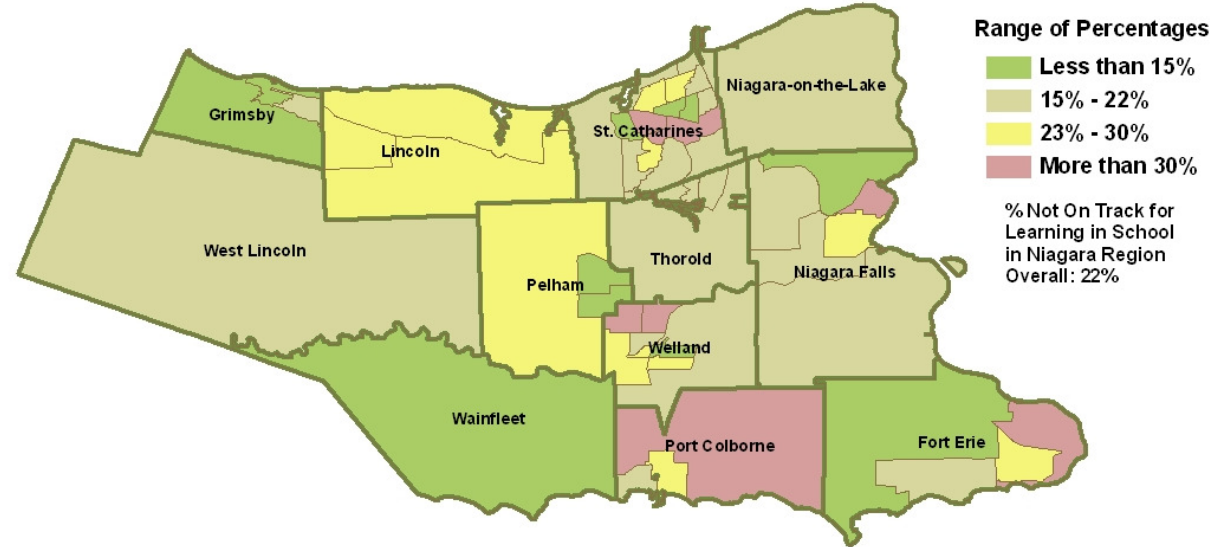 Range of Percentages
Less than 15%
15% - 22%
23% - 30%
More than 30%
% Not On Track for
Learning in School
in Niagara Region
Overall: 22%
Niagara-on-the-Lake
Grimsby
St. Catharines
Lincoln
West Lincoln
Thorold
Niagara Falls
Pelham
Welland
Wainfleet
Port Colborne
Fort Erie